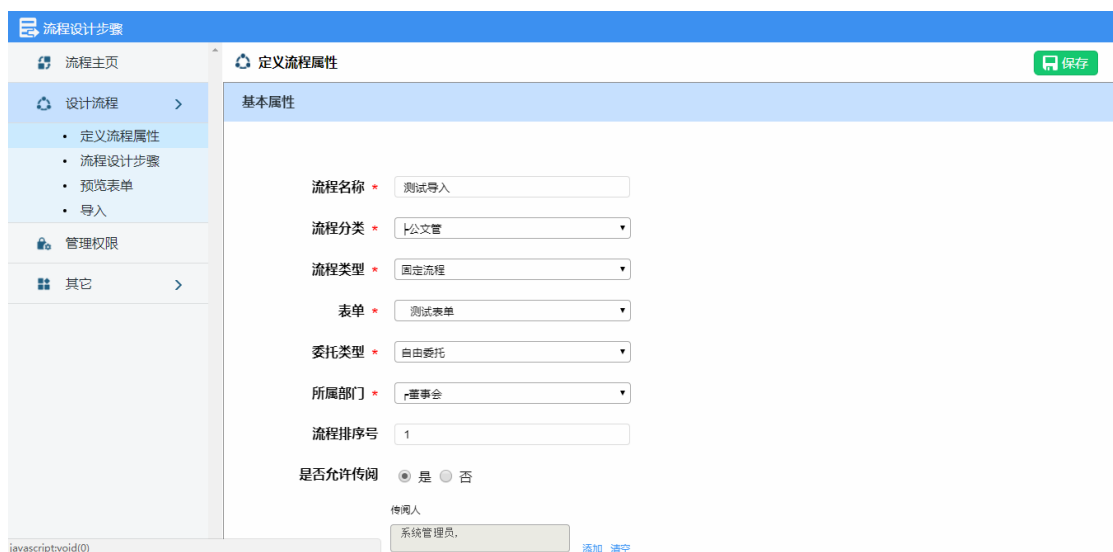 流程设计步骤
流程主页
定义流程属性
保存
设计流程
基本属性
• 定义流程属性
• 流程设计步骤
• 预览表单
• 导入
管理权限
其它
流程名称 * 测试导入
流程分类 * ├公文管
流程类型 * 固定流程
表单 * 测试表单
委托类型 * 自由委托
所属部门 * ┌董事会
流程排序号 1
是否允许传阅 是 否
传阅人
系统管理员,
添加 清空
javascript:void(0)